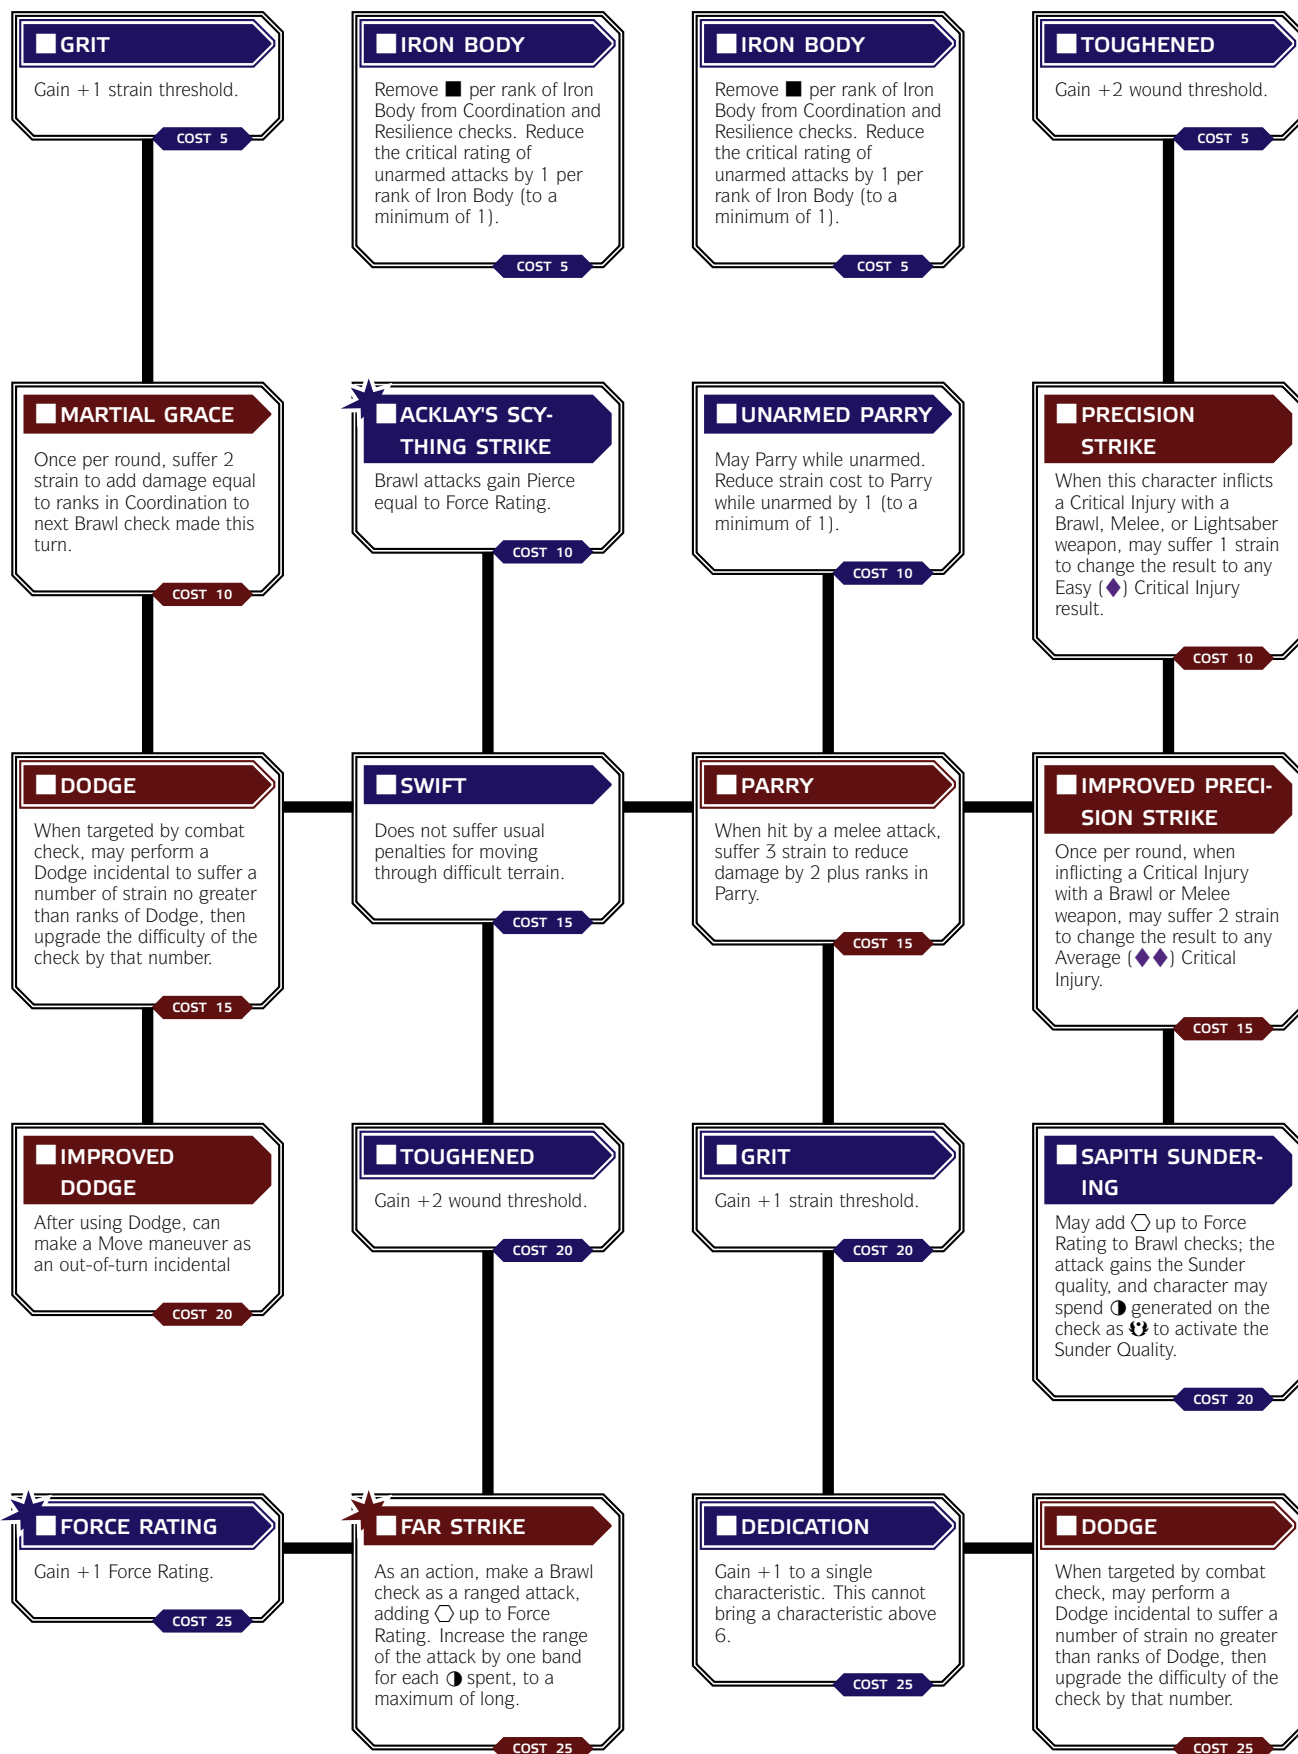 GRIT
Gain +1 strain threshold.
COST 5
IRON BODY
Remove ■ per rank of Iron
Body from Coordination and
Resilience checks. Reduce
the critical rating of
unarmed attacks by 1 per
rank of Iron Body (to a
minimum of 1).
COST 5
IRON BODY
Remove ■ per rank of Iron
Body from Coordination and
Resilience checks. Reduce
the critical rating of
unarmed attacks by 1 per
rank of Iron Body (to a
minimum of 1).
COST 5
TOUGHENED
Gain +2 wound threshold.
COST 5
MARTIAL GRACE
Once per round, suffer 2
strain to add damage equal
to ranks in Coordination to
next Brawl check made this
turn.
COST 10
ACKLAY'S SCY-
THING STRIKE
Brawl attacks gain Pierce
equal to Force Rating.
COST 10
UNARMED PARRY
May Parry while unarmed.
Reduce strain cost to Parry
while unarmed by 1 (to a
minimum of 1).
COST 10
PRECISION
STRIKE
When this character inflicts
a Critical Injury with a
Brawl, Melee, or Lightsaber
weapon, may suffer 1 strain
to change the result to any
Easy (♦) Critical Injury
result.
COST 10
DODGE
When targeted by combat
check, may perform a
Dodge incidental to suffer a
number of strain no greater
than ranks of Dodge, then
upgrade the difficulty of the
check by that number.
COST 15
SWIFT
Does not suffer usual
penalties for moving
through difficult terrain.
COST 15
PARRY
When hit by a melee attack,
suffer 3 strain to reduce
damage by 2 plus ranks in
Parry.
COST 15
IMPROVED PRECI-
SION STRIKE
Once per round, when
inflicting a Critical Injury
with a Brawl or Melee
weapon, may suffer 2 strain
to change the result to any
Average (♦♦) Critical
Injury.
COST 15
IMPROVED
DODGE
After using Dodge, can
make a Move maneuver as
an out-of-turn incidental
COST 20
TOUGHENED
Gain +2 wound threshold.
COST 20
GRIT
Gain +1 strain threshold.
COST 20
SAPITH SUNDER-
ING
May add ⬡ up to Force
Rating to Brawl checks; the
attack gains the Sunder
quality, and character may
spend ◑ generated on the
check as to activate the
Sunder Quality.
COST 20
FORCE RATING
Gain +1 Force Rating.
COST 25
FAR STRIKE
As an action, make a Brawl
check as a ranged attack,
adding ⬡ up to Force
Rating. Increase the range
of the attack by one band
for each ◑ spent, to a
maximum of long.
COST 25
DEDICATION
Gain +1 to a single
characteristic. This cannot
bring a characteristic above
6.
COST 25
DODGE
When targeted by combat
check, may perform a
Dodge incidental to suffer a
number of strain no greater
than ranks of Dodge, then
upgrade the difficulty of the
check by that number.
COST 25